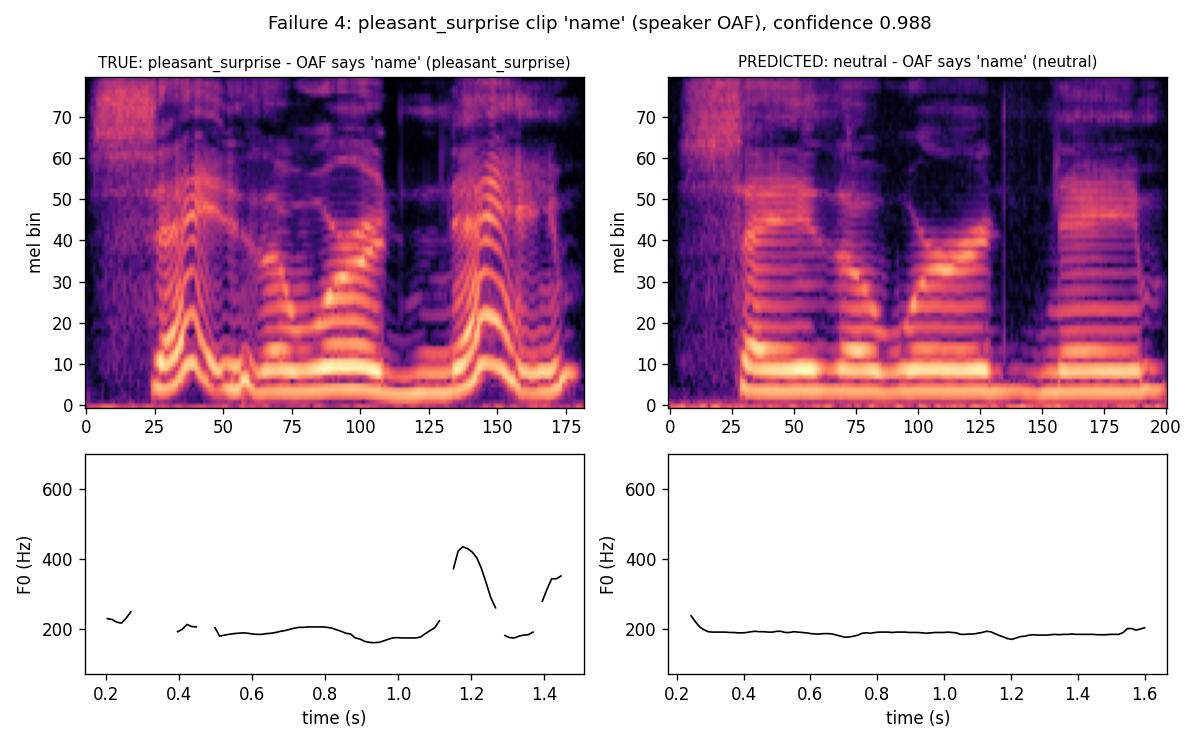 Failure 4: pleasant_surprise clip 'name' (speaker OAF), confidence 0.988
TRUE: pleasant_surprise - OAF says 'name' (pleasant_surprise)
PREDICTED: neutral - OAF says 'name' (neutral)
mel bin
70
60
50
40
30
20
10
0
0 25 50 75 100 125 150 175
mel bin
70
60
50
40
30
20
10
0
0 25 50 75 100 125 150 175 200
F0 (Hz)
600
400
200
0.2 0.4 0.6 0.8 1.0 1.2 1.4
time (s)
F0 (Hz)
600
400
200
0.2 0.4 0.6 0.8 1.0 1.2 1.4 1.6
time (s)